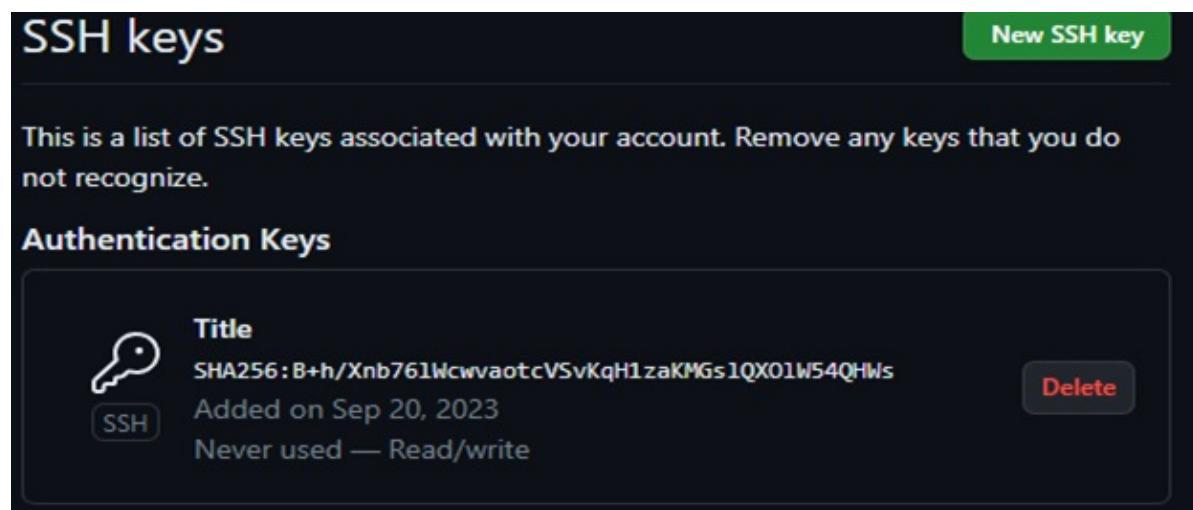 SSH keys
New SSH key
This is a list of SSH keys associated with your account. Remove any keys that you do
not recognize.
Authentication Keys
Title
SHA256:B+h/Xnb76lWcwvaotcVSvKqH1zaKMGslQXOlW54QHWs
Added on Sep 20, 2023
SSH
Never used — Read/write
Delete